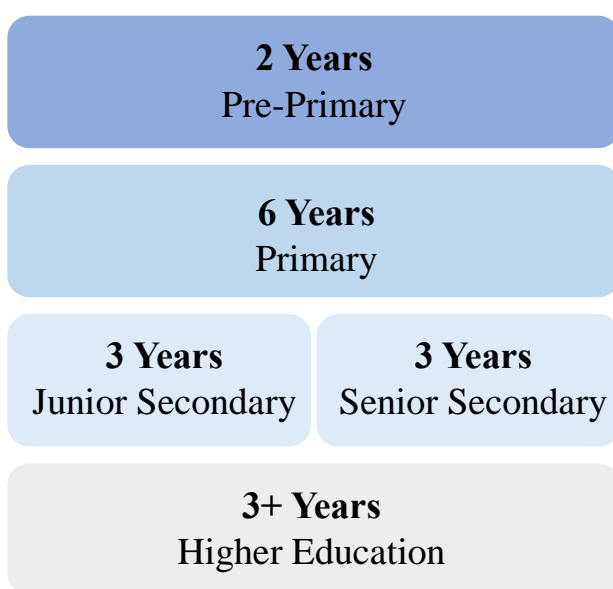 2 Years
Pre-Primary
6 Years
Primary
3 Years
Junior Secondary
3 Years
Senior Secondary
3+ Years
Higher Education